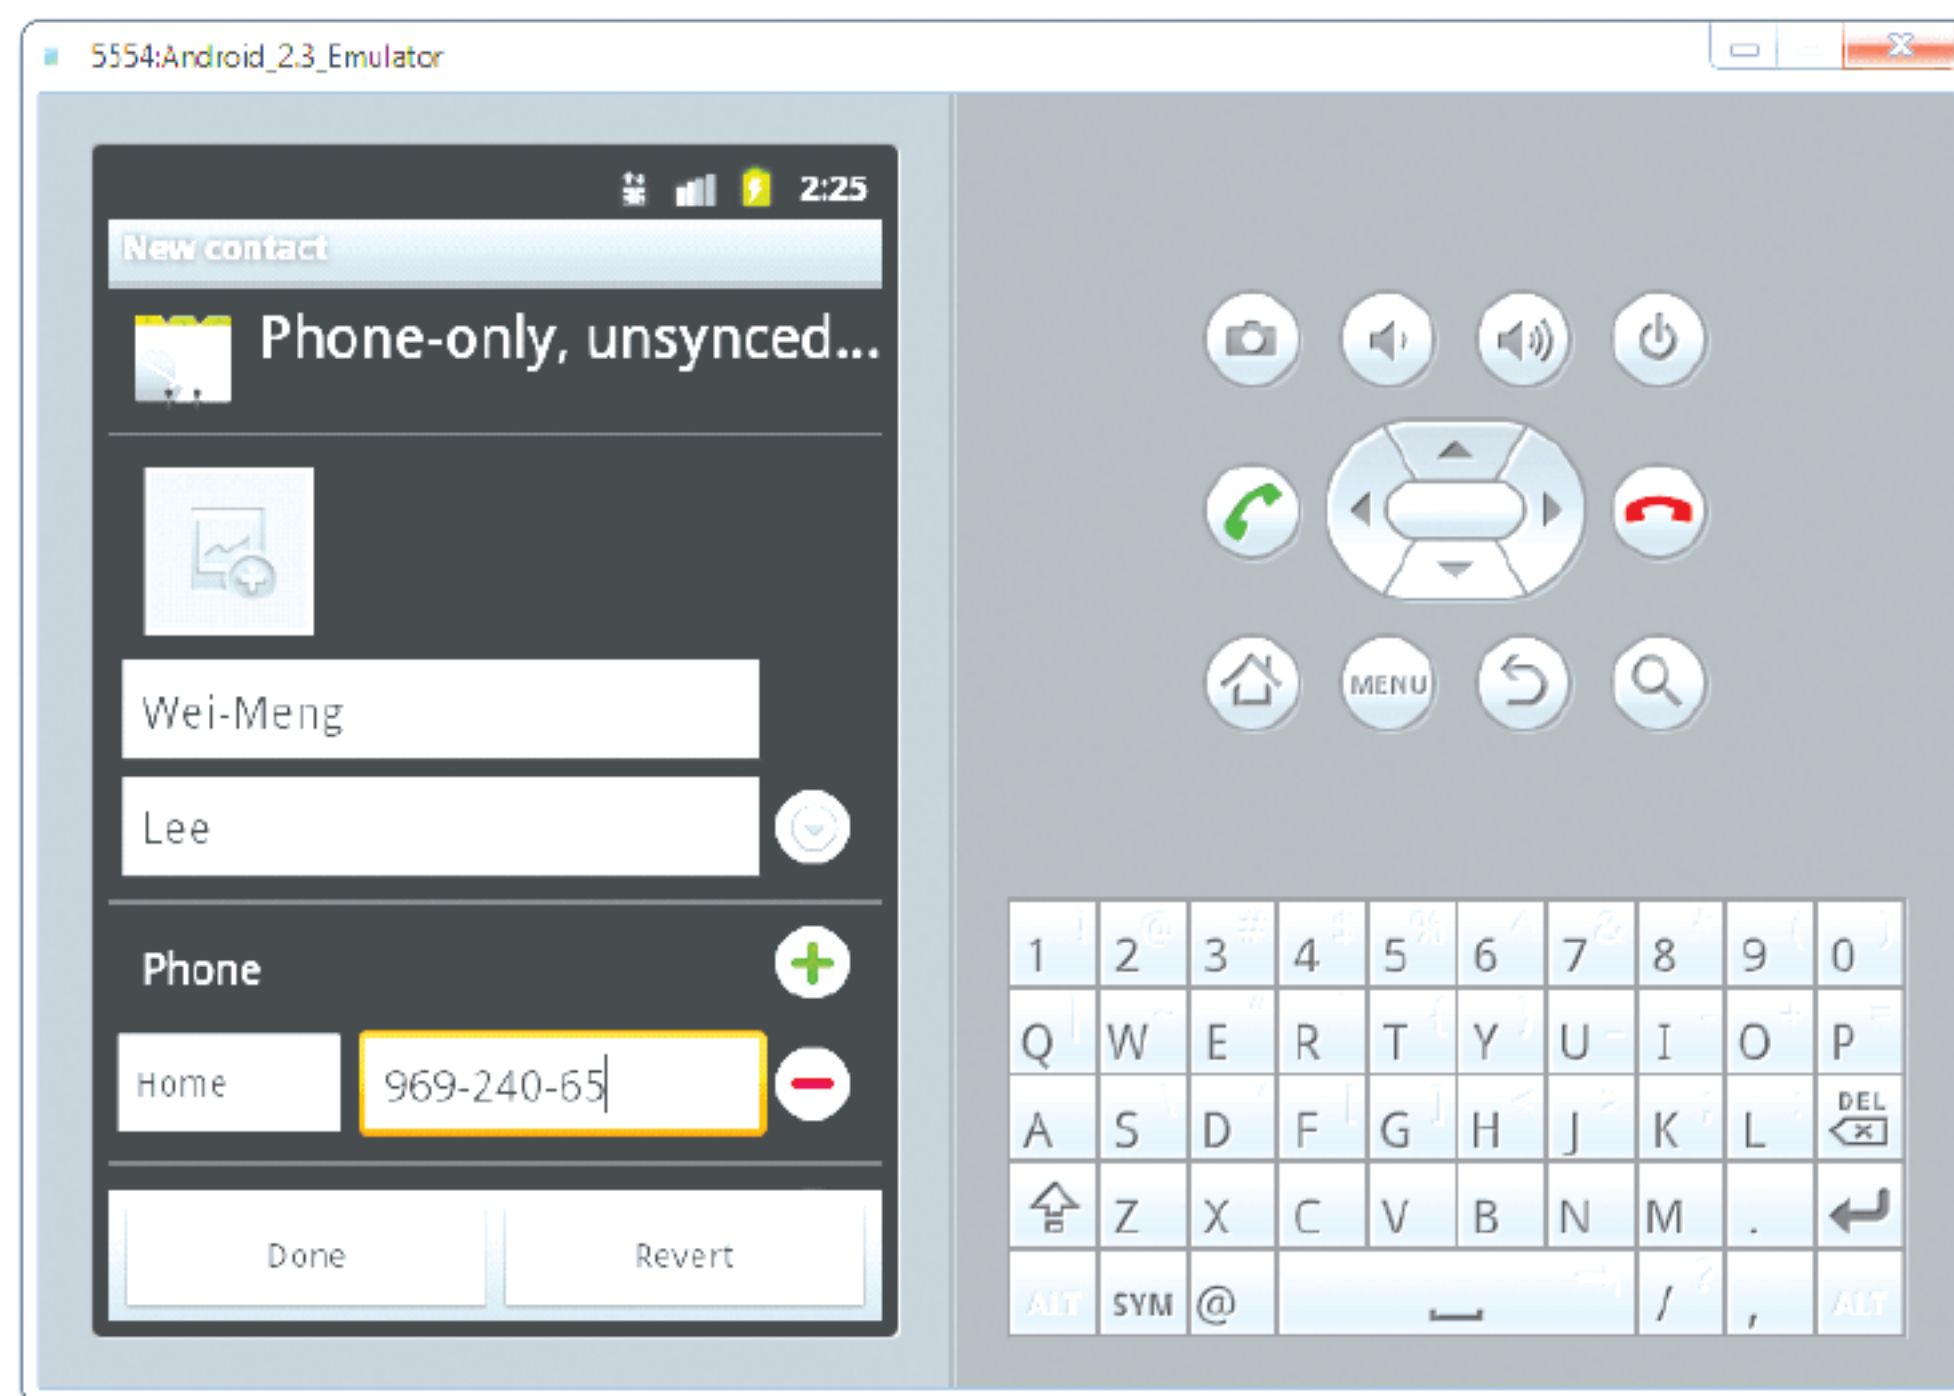 5554:Android_2.3_Emulator
2:25
New contact
Phone-only, unsynced...
Wei-Meng
Lee
Phone
Home 969-240-65
Done Revert
MENU
1 2 3 4 5 6 7 8 9 0
Q W E R T Y U I O P
A S D F G H J K L DEL
Z X C V B N M .
ALT SYM @ / , ALT